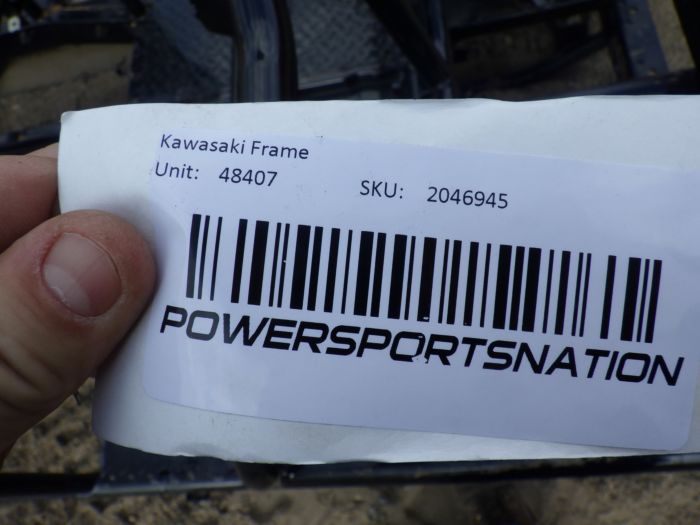 Kawasaki Frame
Unit: 48407 SKU: 2046945
POWERSPORTSNATION